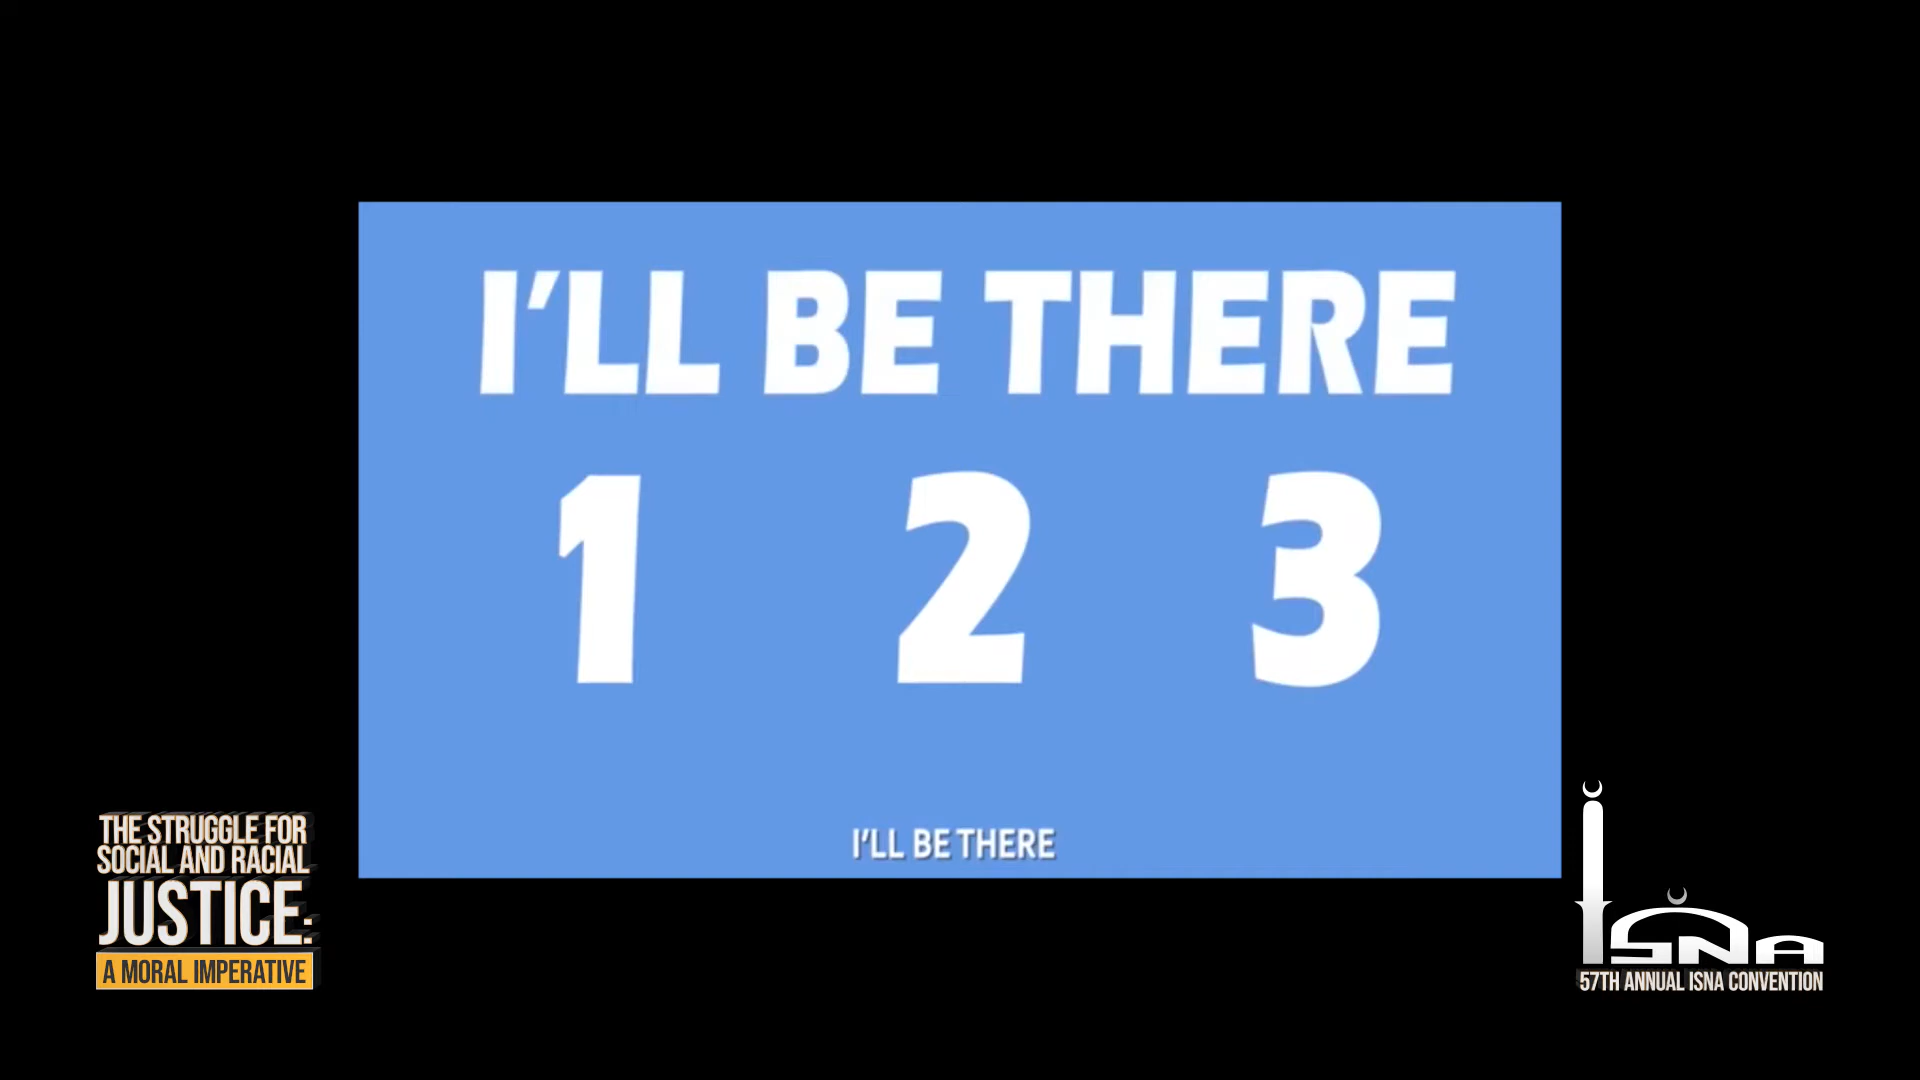 I'LL BE THERE
1 2 3
I'LL BE THERE
THE STRUGGLE FOR
SOCIAL AND RACIAL
JUSTICE:
A MORAL IMPERATIVE
ISNA
57TH ANNUAL ISNA CONVENTION